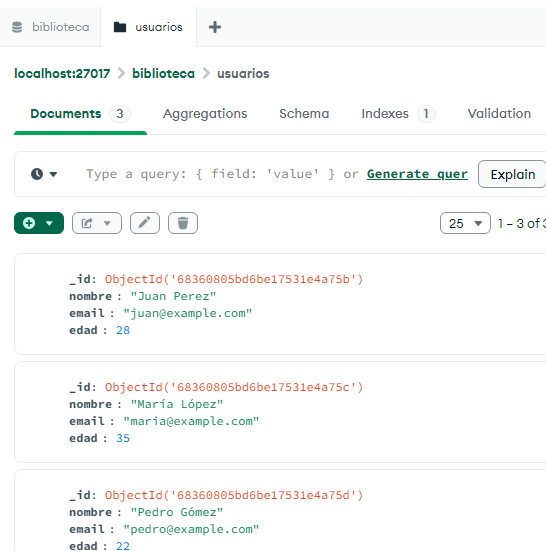 biblioteca
usuarios
localhost:27017 > biblioteca > usuarios
Documents 3 Aggregations Schema Indexes 1 Validation
Type a query: { field: 'value' } or Generate quer
Explain
25 1 – 3 of 3
_id: ObjectId('68360805bd6be17531e4a75b')
nombre : "Juan Perez"
email : "juan@example.com"
edad : 28
_id: ObjectId('68360805bd6be17531e4a75c')
nombre : "María López"
email : "maria@example.com"
edad : 35
_id: ObjectId('68360805bd6be17531e4a75d')
nombre : "Pedro Gómez"
email : "pedro@example.com"
edad : 22